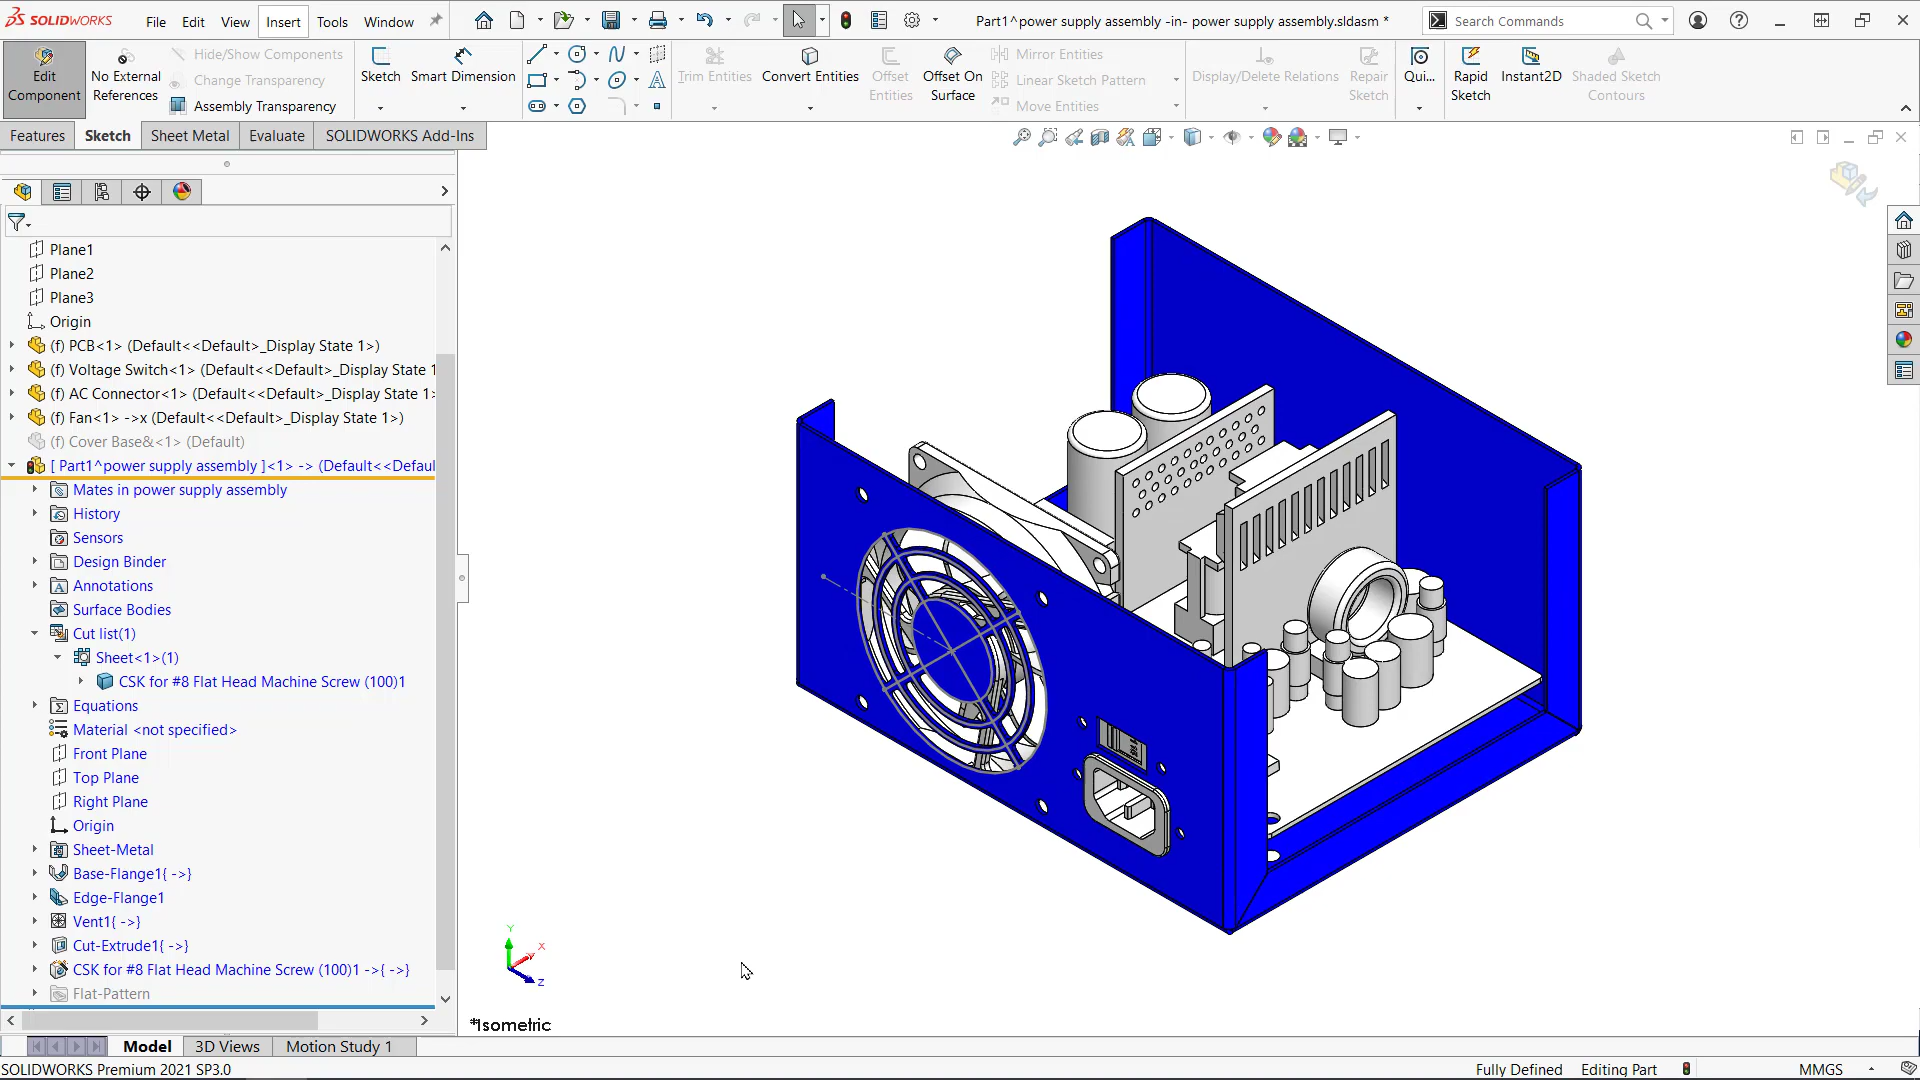 SOLIDWORKS File Edit View Insert Tools Window Part1^power supply assembly -in- power supply assembly.sldasm * Search Commands
Edit Component
No External References
Hide/Show Components
Change Transparency
Assembly Transparency
Sketch
Smart Dimension
Trim Entities
Convert Entities
Offset Entities
Offset On Surface
Mirror Entities
Linear Sketch Pattern
Move Entities
Display/Delete Relations
Repair Sketch
Qui...
Rapid Sketch
Instant2D
Shaded Sketch Contours
Features Sketch Sheet Metal Evaluate SOLIDWORKS Add-Ins
Plane1
Plane2
Plane3
Origin
(f) PCB<1> (Default<<Default>_Display State 1>)
(f) Voltage Switch<1> (Default<<Default>_Display State 1
(f) AC Connector<1> (Default<<Default>_Display State 1>
(f) Fan<1> ->x (Default<<Default>_Display State 1>)
(f) Cover Base&<1> (Default)
[ Part1^power supply assembly ]<1> -> (Default<<Defaul
Mates in power supply assembly
History
Sensors
Design Binder
Annotations
Surface Bodies
Cut list(1)
Sheet<1>(1)
CSK for #8 Flat Head Machine Screw (100)1
Equations
Material <not specified>
Front Plane
Top Plane
Right Plane
Origin
Sheet-Metal
Base-Flange1{ ->}
Edge-Flange1
Vent1{ ->}
Cut-Extrude1{ ->}
CSK for #8 Flat Head Machine Screw (100)1 ->{ ->}
Flat-Pattern
Y
X
Z
*Isometric
Model 3D Views Motion Study 1
SOLIDWORKS Premium 2021 SP3.0 Fully Defined Editing Part MMGS